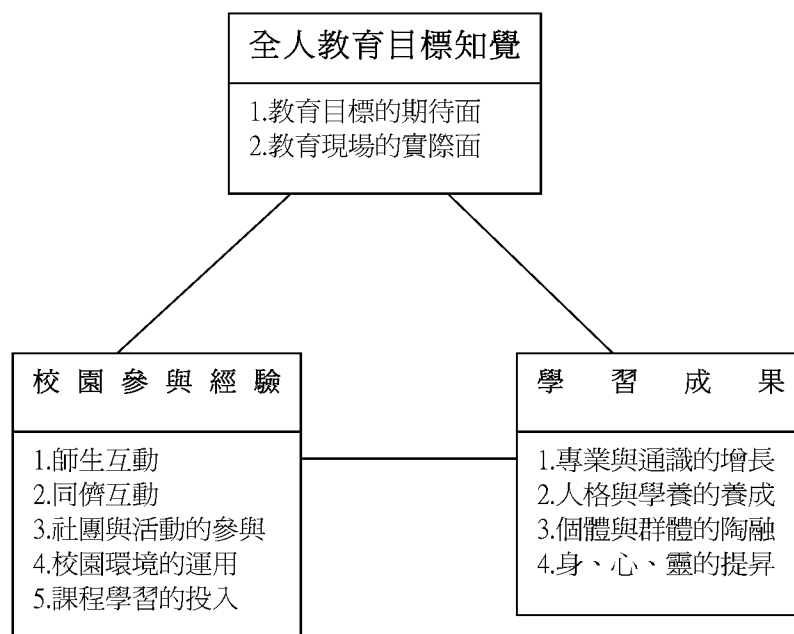 全人教育目標知覺
1.教育目標的期待面
2.教育現場的實際面
校園參與經驗
1.師生互動
2.同儕互動
3.社團與活動的參與
4.校園環境的運用
5.課程學習的投入
學習成果
1.專業與通識的增長
2.人格與學養的養成
3.個體與群體的陶融
4.身、心、靈的提昇